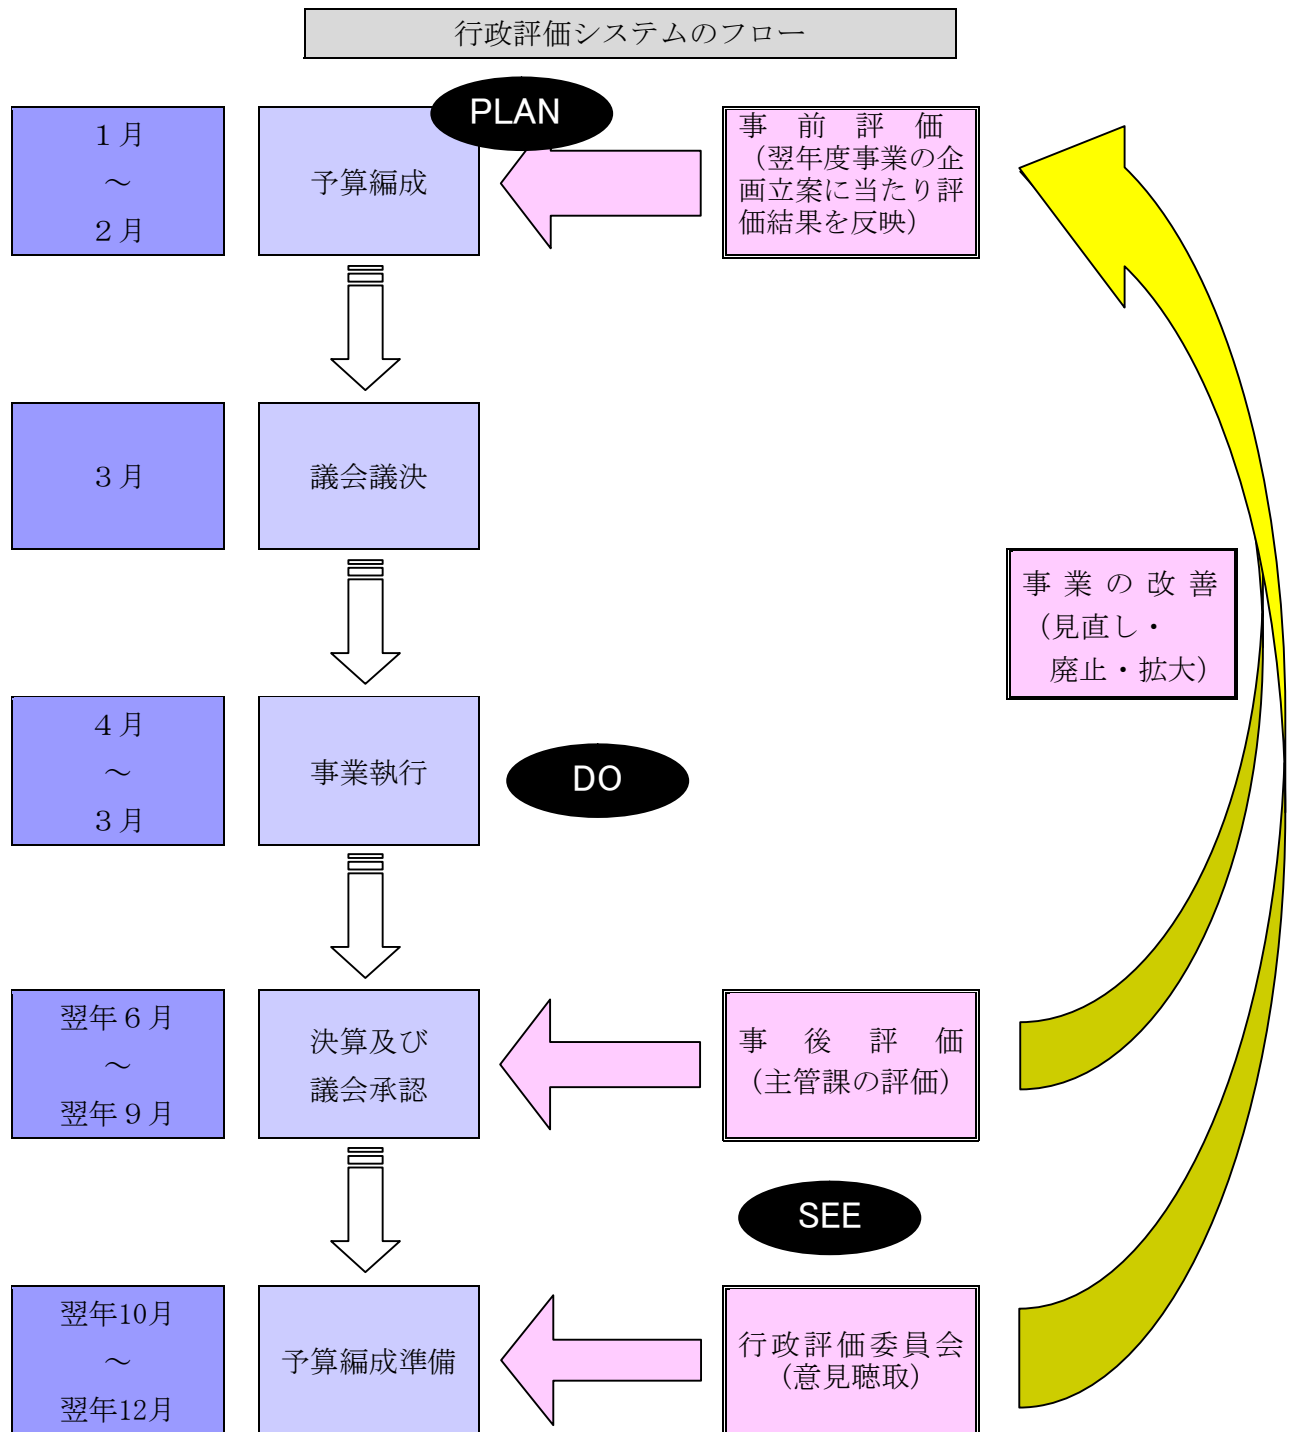 行政評価システムのフロー
PLAN
１月
～
２月
予算編成
事前評価
（翌年度事業の企
画立案に当たり評
価結果を反映）
３月
議会議決
事業の改善
（見直し・
廃止・拡大）
４月
～
３月
事業執行
DO
翌年６月
～
翌年９月
決算及び
議会承認
事後評価
（主管課の評価）
SEE
翌年10月
～
翌年12月
予算編成準備
行政評価委員会
（意見聴取）